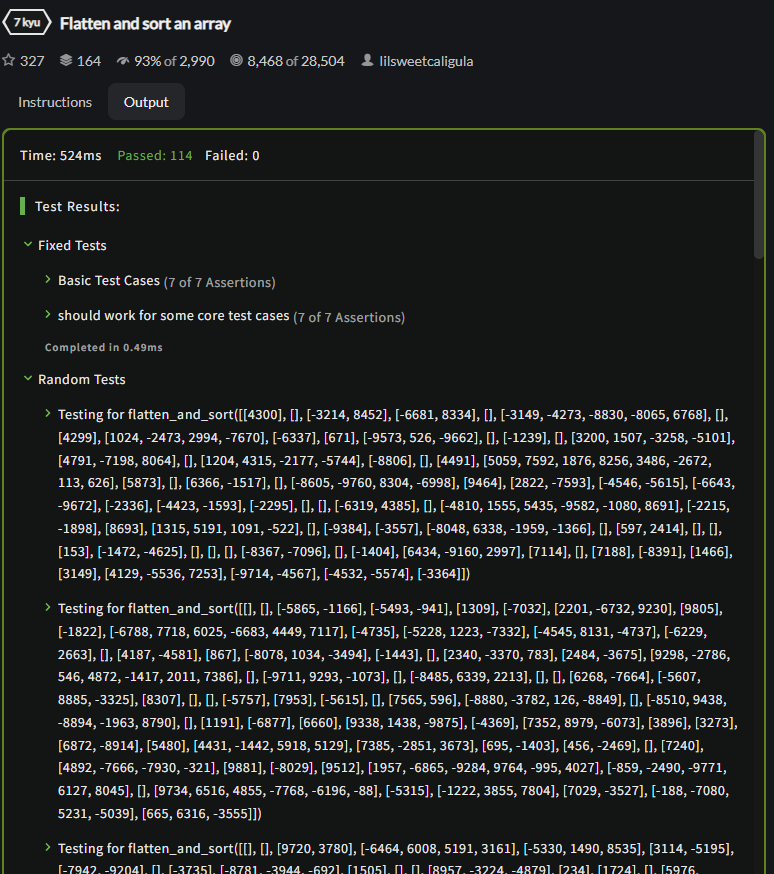 7 kyu Flatten and sort an array
327 164 93% of 2,990 8,468 of 28,504 lilsweetcaligula
Instructions Output
Time: 524ms Passed: 114 Failed: 0
Test Results:
Fixed Tests
Basic Test Cases (7 of 7 Assertions)
should work for some core test cases (7 of 7 Assertions)
Completed in 0.49ms
Random Tests
Testing for flatten_and_sort([[4300], [], [-3214, 8452], [-6681, 8334], [], [-3149, -4273, -8830, -8065, 6768], [],
[4299], [1024, -2473, 2994, -7670], [-6337], [671], [-9573, 526, -9662], [], [-1239], [], [3200, 1507, -3258, -5101],
[4791, -7198, 8064], [], [1204, 4315, -2177, -5744], [-8806], [], [4491], [5059, 7592, 1876, 8256, 3486, -2672,
113, 626], [5873], [], [6366, -1517], [], [-8605, -9760, 8304, -6998], [9464], [2822, -7593], [-4546, -5615], [-6643,
-9672], [-2336], [-4423, -1593], [-2295], [], [], [-6319, 4385], [], [-4810, 1555, 5435, -9582, -1080, 8691], [-2215,
-1898], [8693], [1315, 5191, 1091, -522], [], [-9384], [-3557], [-8048, 6338, -1959, -1366], [], [597, 2414], [], [],
[153], [-1472, -4625], [], [], [], [-8367, -7096], [], [-1404], [6434, -9160, 2997], [7114], [], [7188], [-8391], [1466],
[3149], [4129, -5536, 7253], [-9714, -4567], [-4532, -5574], [-3364]])
Testing for flatten_and_sort([[], [], [-5865, -1166], [-5493, -941], [1309], [-7032], [2201, -6732, 9230], [9805],
[-1822], [-6788, 7718, 6025, -6683, 4449, 7117], [-4735], [-5228, 1223, -7332], [-4545, 8131, -4737], [-6229,
2663], [], [4187, -4581], [867], [-8078, 1034, -3494], [-1443], [], [2340, -3370, 783], [2484, -3675], [9298, -2786,
546, 4872, -1417, 2011, 7386], [], [-9711, 9293, -1073], [], [-8485, 6339, 2213], [], [], [6268, -7664], [-5607,
8885, -3325], [8307], [], [], [-5757], [7953], [-5615], [], [7565, 596], [-8880, -3782, 126, -8849], [], [-8510, 9438,
-8894, -1963, 8790], [], [1191], [-6877], [6660], [9338, 1438, -9875], [-4369], [7352, 8979, -6073], [3896], [3273],
[6872, -8914], [5480], [4431, -1442, 5918, 5129], [7385, -2851, 3673], [695, -1403], [456, -2469], [], [7240],
[4892, -7666, -7930, -321], [9881], [-8029], [9512], [1957, -6865, -9284, 9764, -995, 4027], [-859, -2490, -9771,
6127, 8045], [], [9734, 6516, 4855, -7768, -6196, -88], [-5315], [-1222, 3855, 7804], [7029, -3527], [-188, -7080,
5231, -5039], [665, 6316, -3555]])
Testing for flatten_and_sort([[], [], [9720, 3780], [-6464, 6008, 5191, 3161], [-5330, 1490, 8535], [3114, -5195],
[-7942, -9204], [], [-3735], [-8781, -3944, -692], [1505], [], [], [8957, -3224, -4879], [234], [1724], [], [5976,